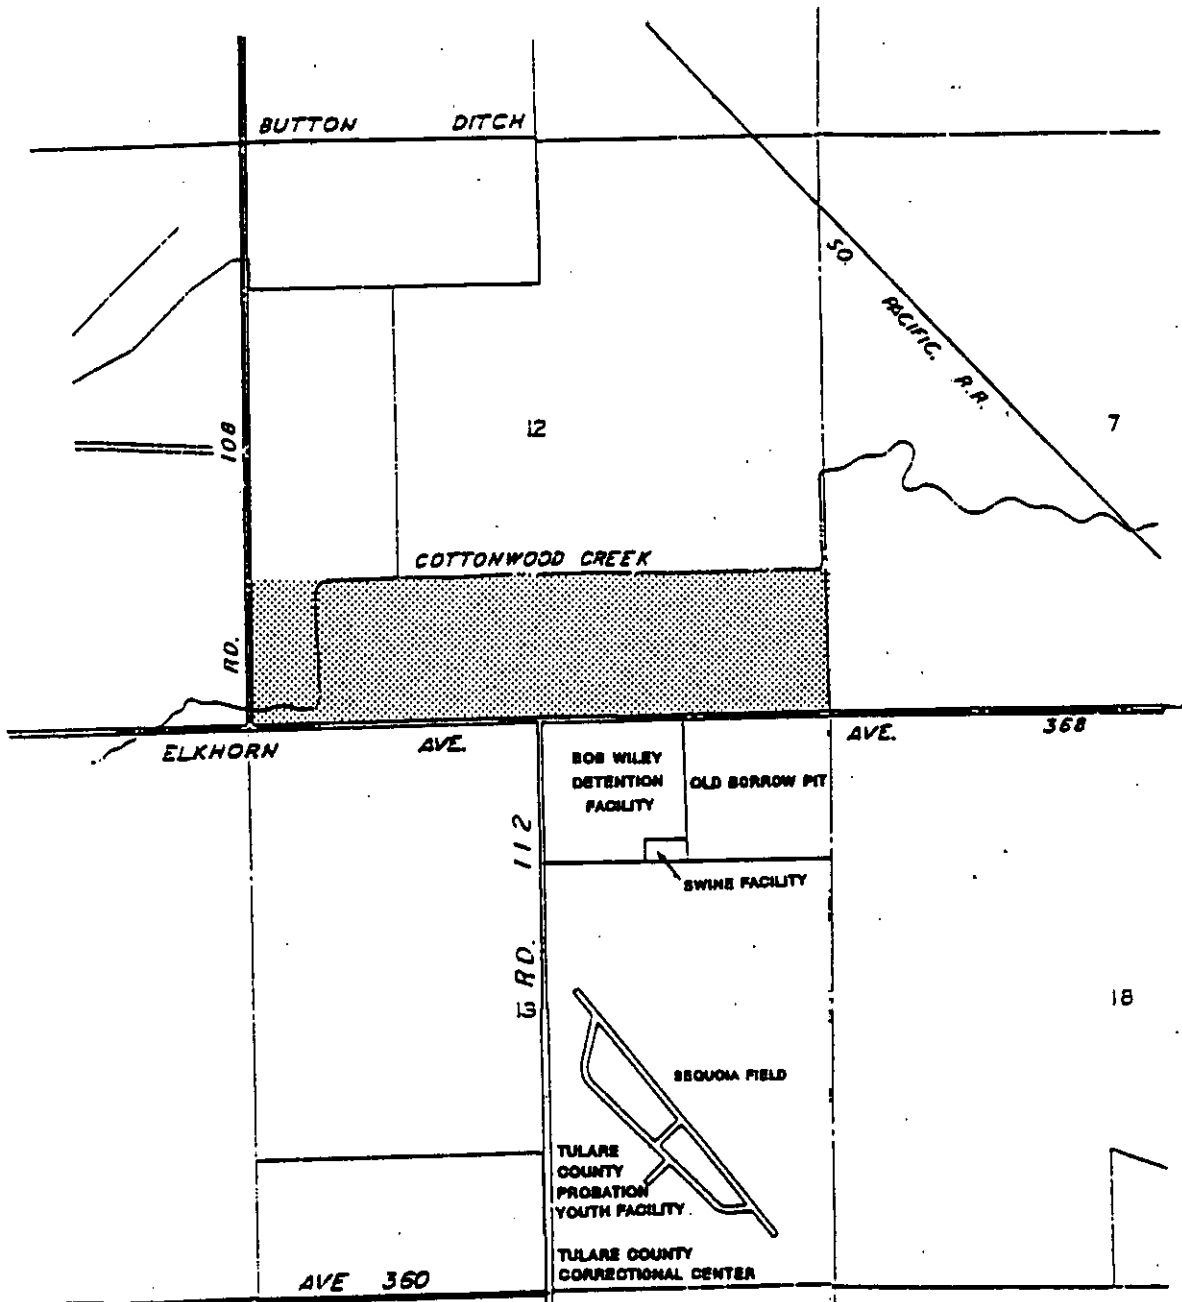 BUTTON DITCH
SO. PACIFIC. R.R.
108
12
7
COTTONWOOD CREEK
RD.
ELKHORN AVE. AVE. 368
BOB WILEY
DETENTION
FACILITY
OLD BORROW PIT
112
SWINE FACILITY
RD.
13
18
SEQUOIA FIELD
TULARE
COUNTY
PROBATION
YOUTH FACILITY
TULARE COUNTY
CORRECTIONAL CENTER
AVE 360